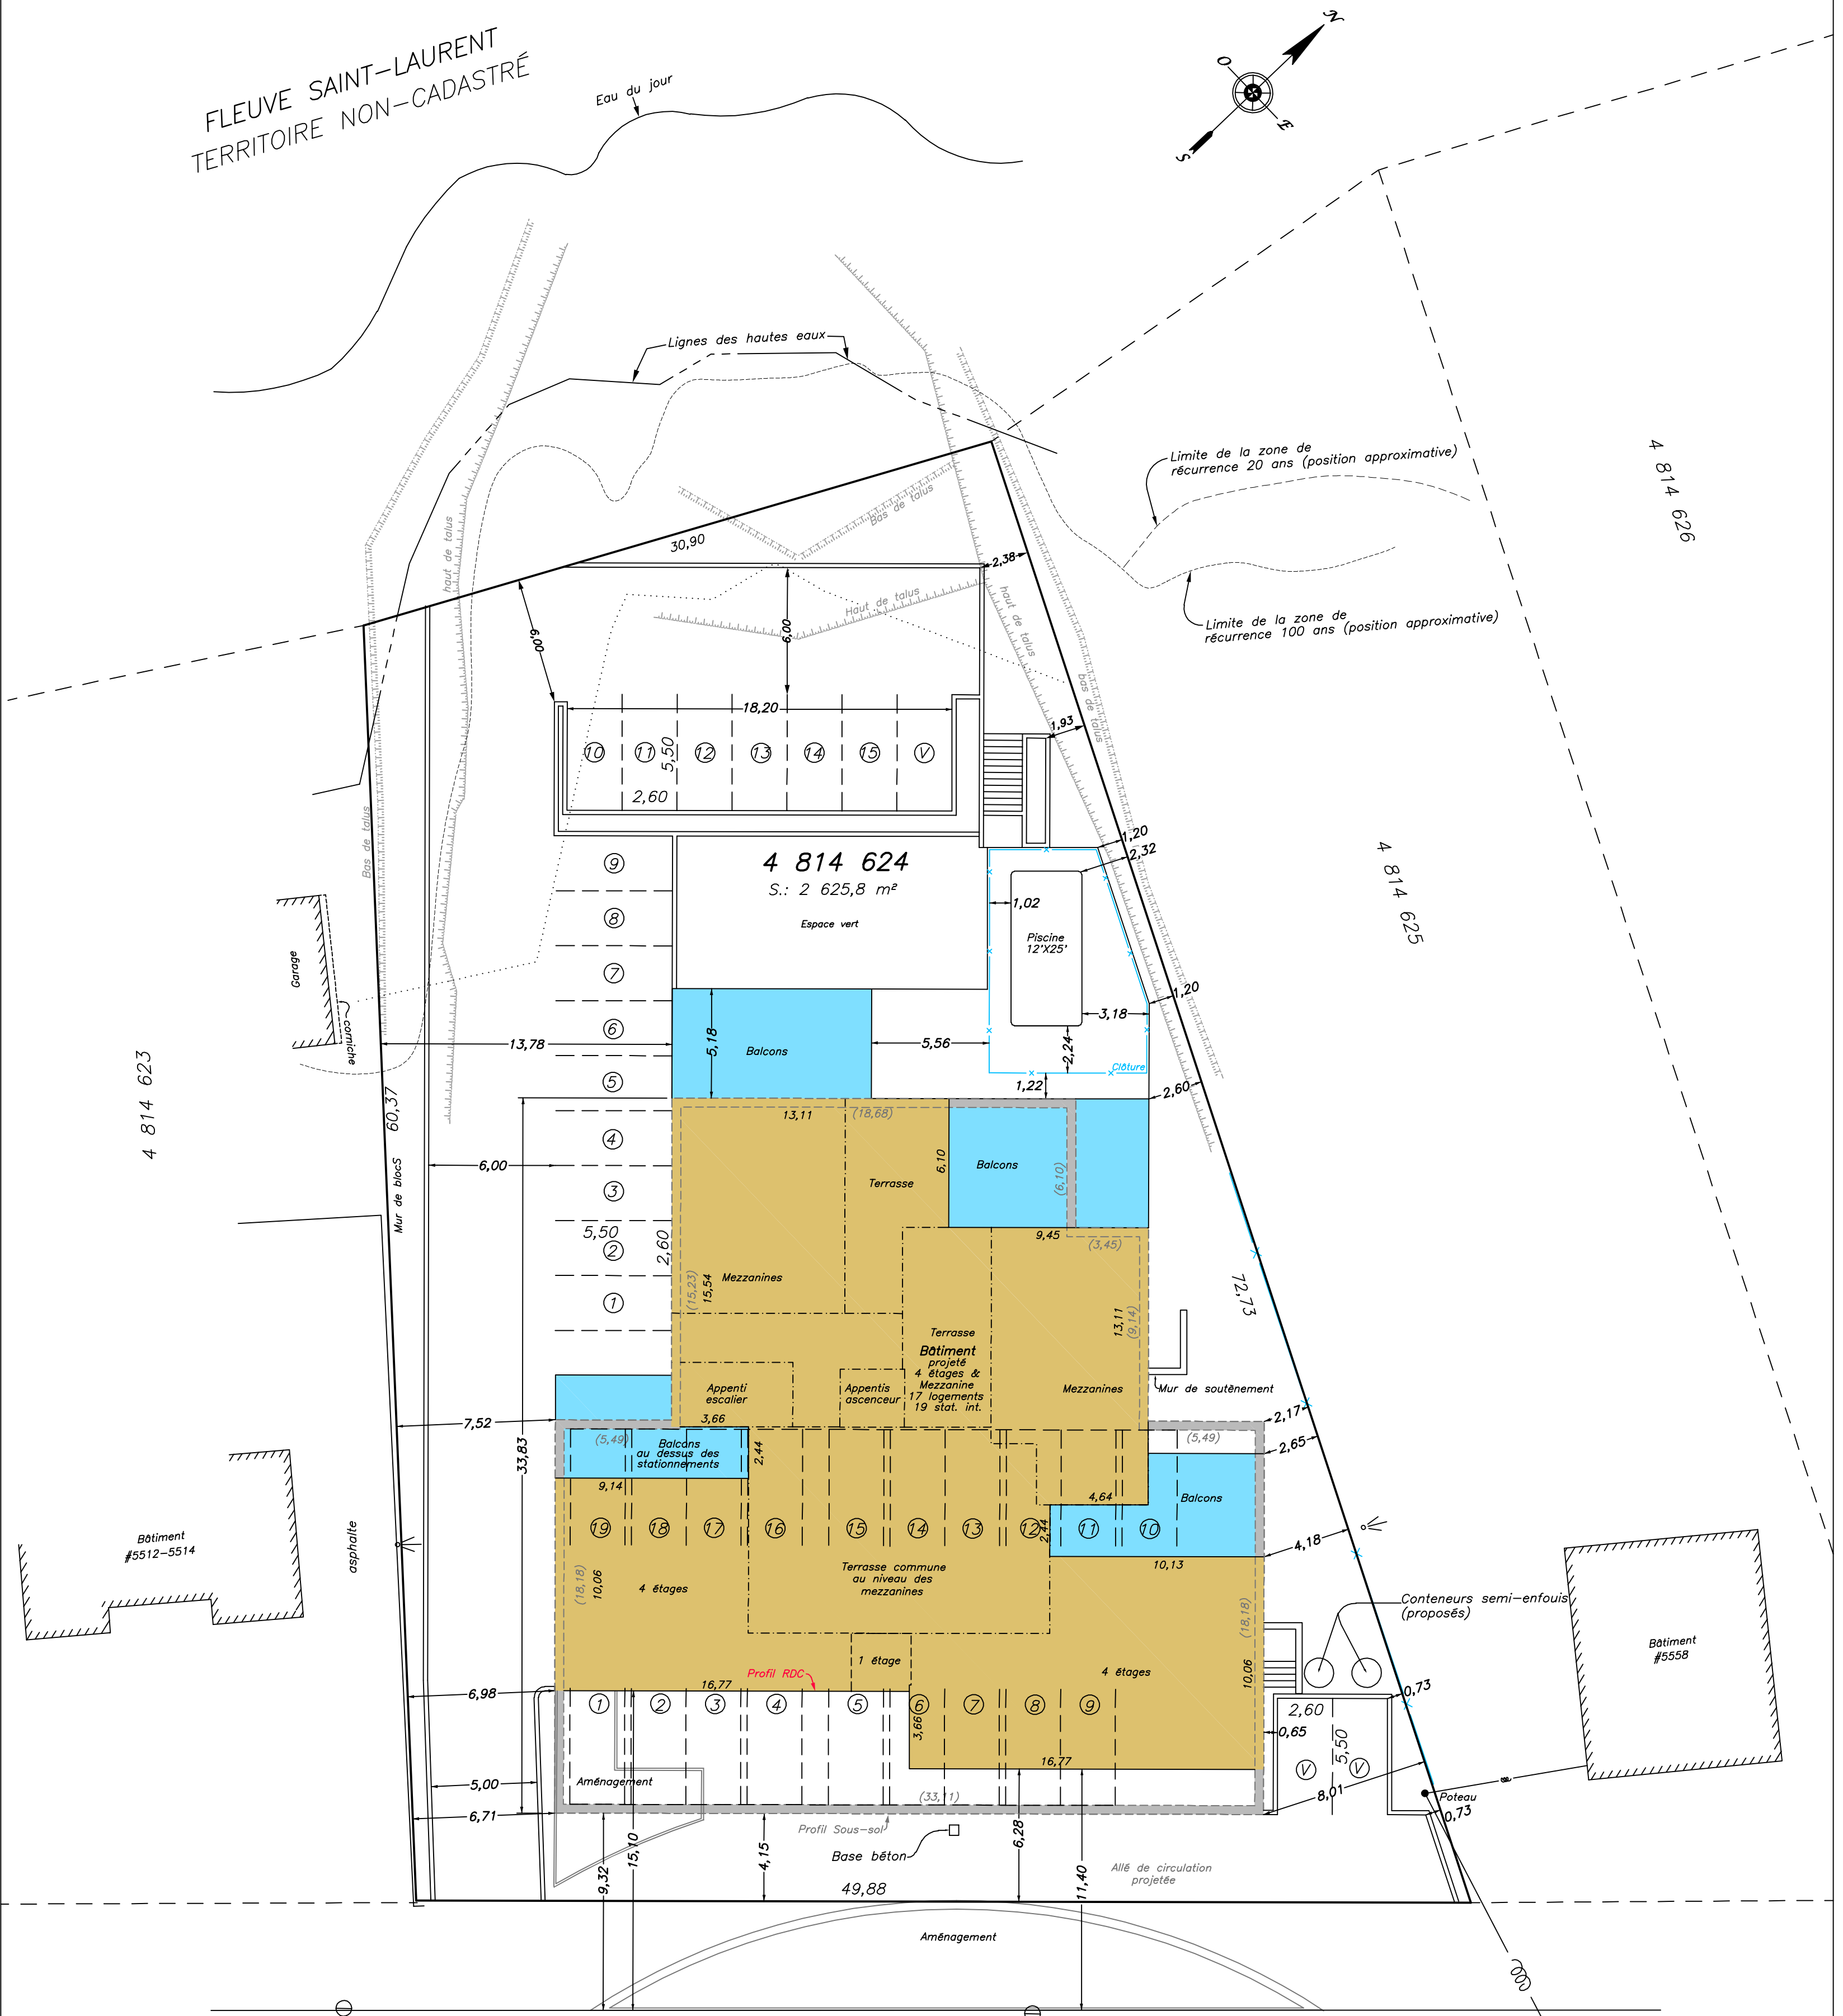 FLEUVE SAINT-LAURENT
TERRITOIRE NON-CADASTRÉ
Eau du jour
N
O
E
S
Lignes des hautes eaux
Limite de la zone de
récurrence 20 ans (position approximative)
4 814 626
Bas de talus
haut de talus
30,90
2,38
Limite de la zone de
récurrence 100 ans (position approximative)
Haut de talus
haut de talus
6,00
6,00
bas de talus
18,20
1,93
10
11
12
13
14
15
V
5,50
2,60
Bas de talus
1,20
2,32
9
4 814 624
S.: 2 625,8 m²
Espace vert
8
1,02
Piscine
12'X25'
4 814 625
7
Garage
corniche
1,20
6
3,18
13,78
5,18
Balcons
5,56
2,24
Clôture
5
1,22
2,60
4 814 623
60,37
13,11
(18,68)
4
Mur de blocS
6,00
6,10
Balcons
(6,10)
3
Terrasse
5,50
2
2,60
9,45
(3,45)
Mezzanines
(15,23)
15,54
1
72,73
13,11
(9,14)
Terrasse
Bâtiment
projeté
4 étages &
Mezzanine
17 logements
19 stat. int.
Appenti
escalier
Appentis
ascenceur
Mezzanines
Mur de soutènement
7,52
3,66
2,17
(5,49)
Balcons
au dessus des
stationnements
2,44
(5,49)
2,65
33,83
9,14
4,64
Balcons
19
18
17
16
15
14
13
12
2,44
11
10
4,18
Bâtiment
#5512-5514
asphalte
10,13
Terrasse commune
au niveau des
mezzanines
(18,18)
10,06
4 étages
Conteneurs semi-enfouis
(proposés)
(18,18)
Bâtiment
#5558
1 étage
4 étages
10,06
Profil RDC
16,77
6,98
0,73
1
2
3
4
5
6
7
8
9
3,66
2,60
0,65
5,50
16,77
V
V
Aménagement
5,00
8,01
Poteau
(33,11)
6,71
0,73
Profil Sous-sol
Base béton
9,32
15,10
4,15
6,28
11,40
Allé de circulation
projetée
49,88
Aménagement